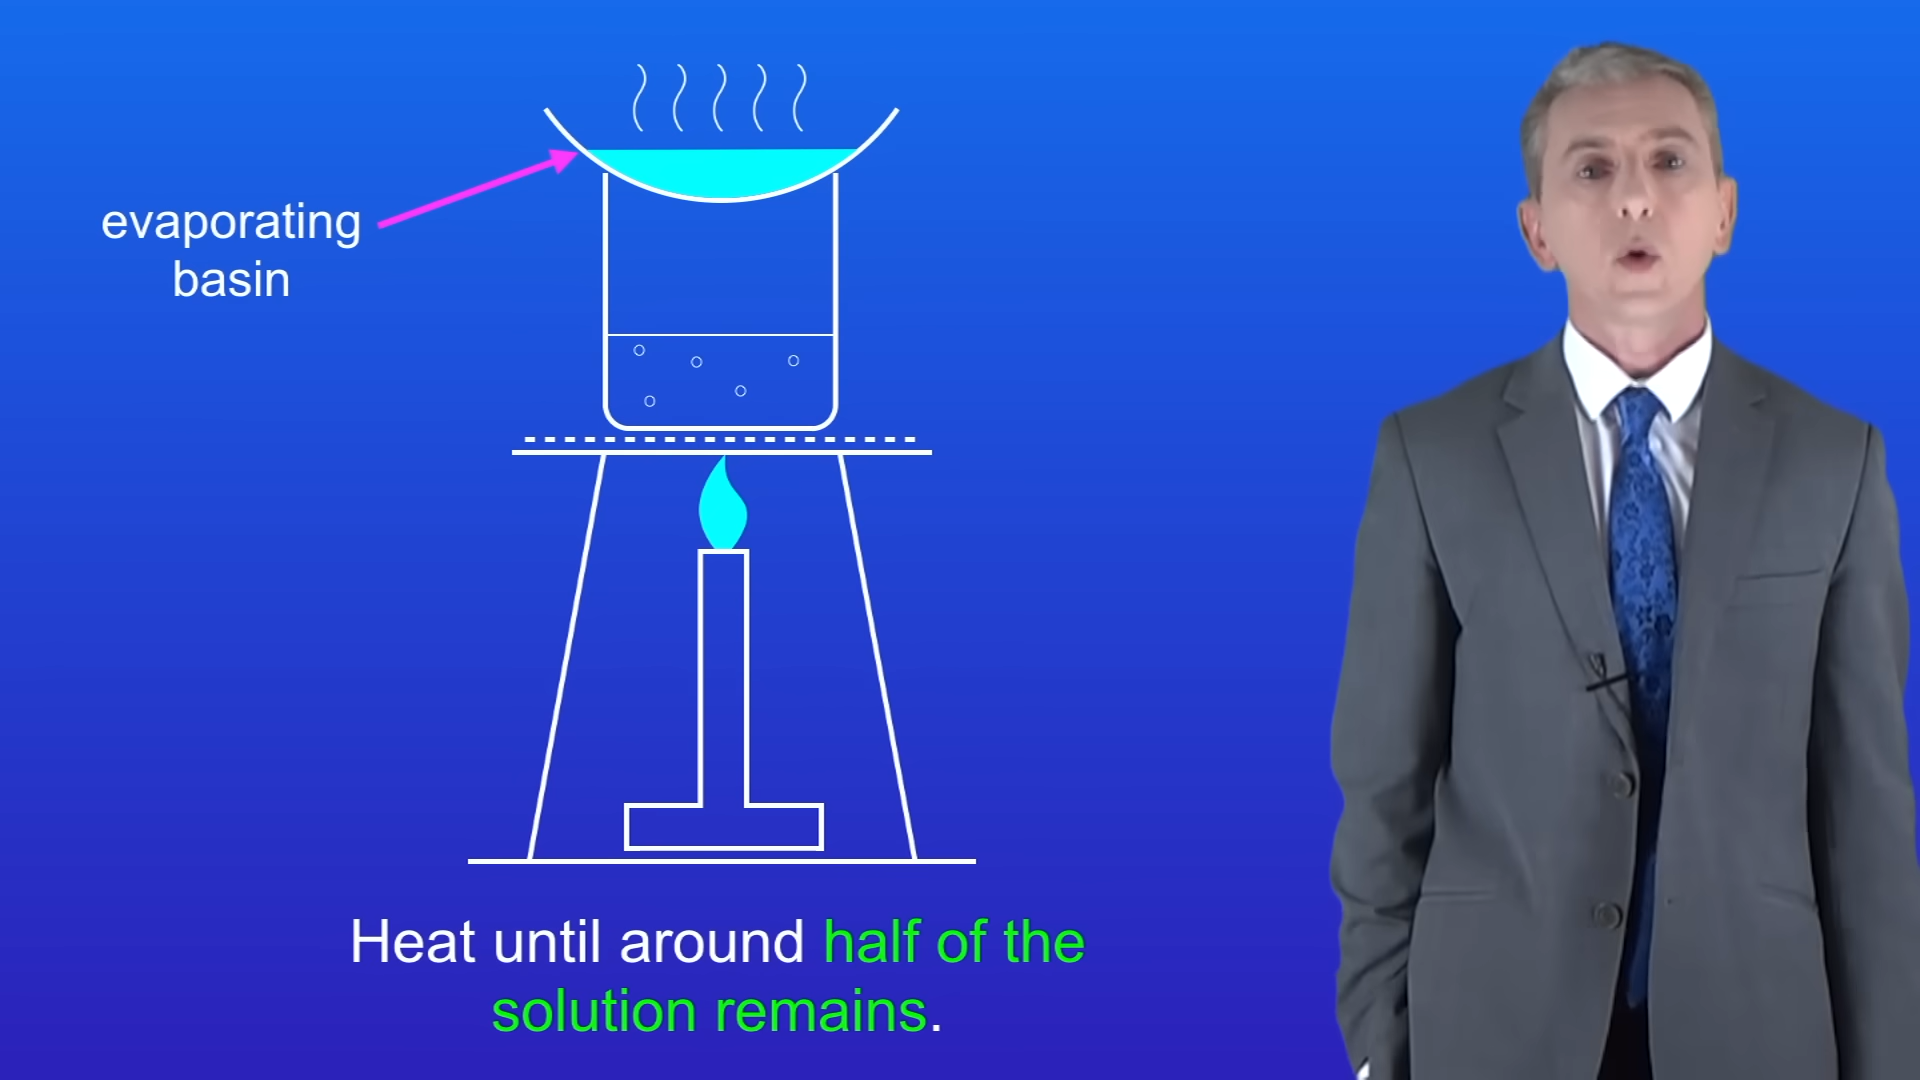 evaporating
basin
Heat until around half of the
solution remains.